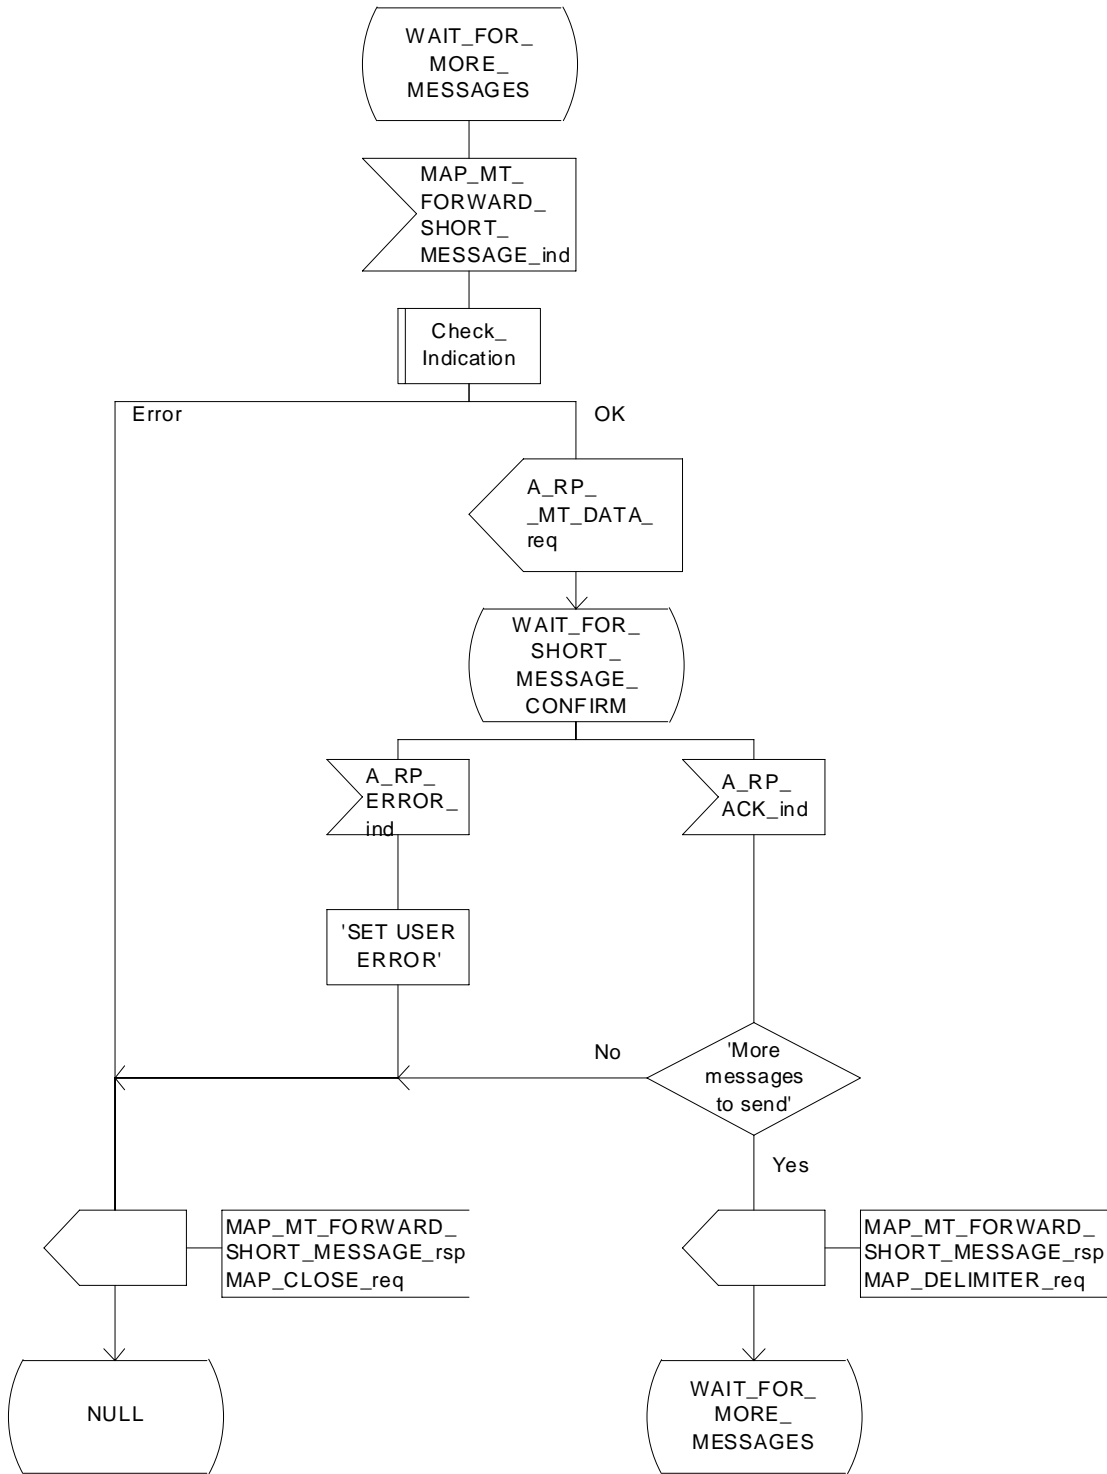 WAIT_FOR_
MORE_
MESSAGES
MAP_MT_
FORWARD_
SHORT_
MESSAGE_ind
Check_
Indication
Error
OK
A_RP_
_MT_DATA_
req
WAIT_FOR_
SHORT_
MESSAGE_
CONFIRM
A_RP_
ERROR_
ind
A_RP_
ACK_ind
'SET USER
ERROR'
No
'More
messages
to send'
Yes
MAP_MT_FORWARD_
SHORT_MESSAGE_rsp
MAP_CLOSE_req
MAP_MT_FORWARD_
SHORT_MESSAGE_rsp
MAP_DELIMITER_req
NULL
WAIT_FOR_
MORE_
MESSAGES